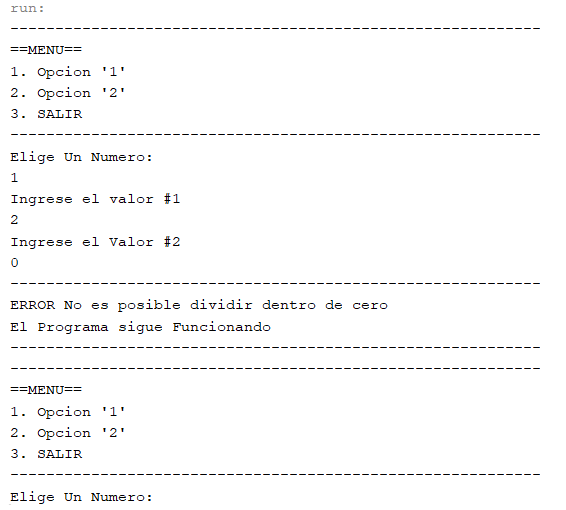 run:
-----------------------------------------------------------
==MENU==
1. Opcion '1'
2. Opcion '2'
3. SALIR
-----------------------------------------------------------
Elige Un Numero:
1
Ingrese el valor #1
2
Ingrese el Valor #2
0
-----------------------------------------------------------
ERROR No es posible dividir dentro de cero
El Programa sigue Funcionando
-----------------------------------------------------------
-----------------------------------------------------------
==MENU==
1. Opcion '1'
2. Opcion '2'
3. SALIR
-----------------------------------------------------------
Elige Un Numero: